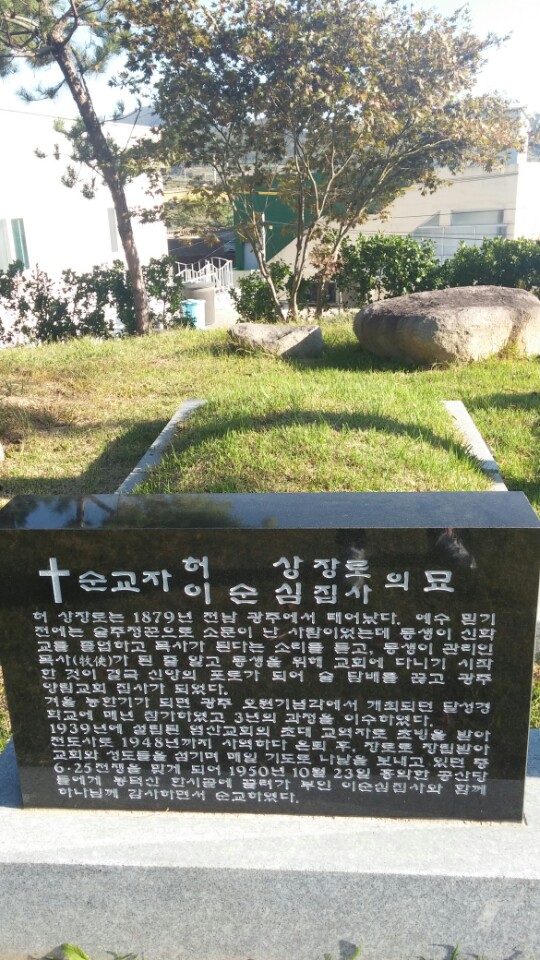 순교자 허 상장로 이순심집사의 묘
허 상장로는 1879년 전남 광주에서 태어났다. 예수 믿기
전에는 술주정꾼으로 소문이 난 사람이었는데 동생이 신학
교를 졸업하고 목사가 된다는 소리를 듣고, 동생이 관리인
목사(牧使)가 된 줄 알고 동생을 위해 교회에 다니기 시작
한 것이 결국 신앙의 포로가 되어 술 담배를 끊고 광주
양림교회 집사가 되었다.
겨울 농한기가 되면 광주 오원기념각에서 개최되던 달성경
학교에 매년 참가하였고 3년의 과정을 이수하였다.
1939년에 설립된 염산교회의 초대 교역자로 초빙을 받아
전도사로 1948년까지 사역하다 은퇴 후, 장로로 장립받아
교회와 성도들을 섬기며 매일 기도로 나날을 보내고 있던 중
6·25전쟁을 맞게 되어 1950년 10월 23일 흉악한 공산당
들에게 봉덕산 한시골에 끌려가 부인 이순심집사와 함께
하나님께 감사하면서 순교하였다.